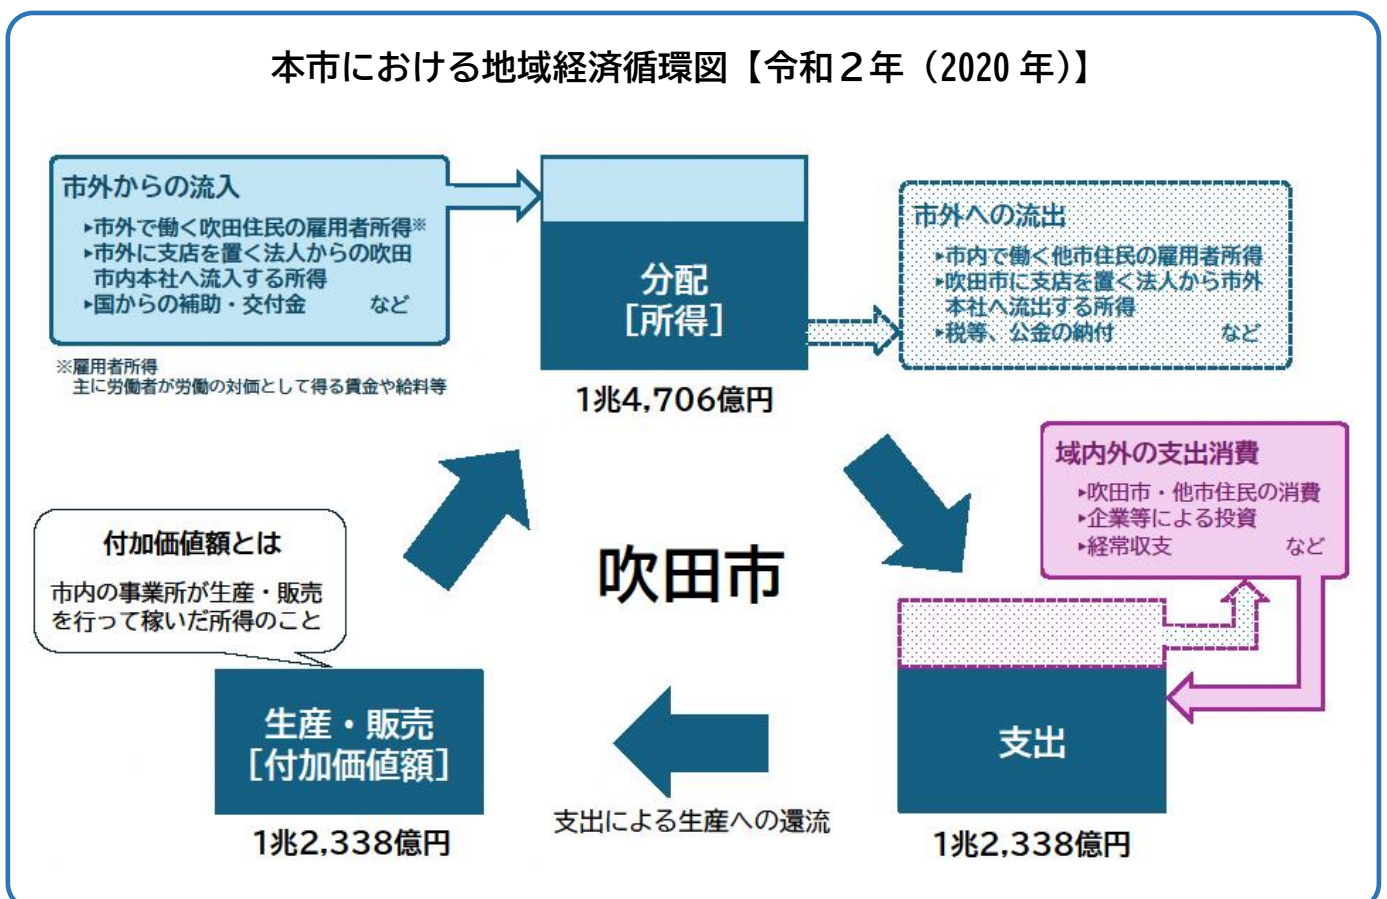 本市における地域経済循環図【令和２年（2020年）】
市外からの流入
▸市外で働く吹田住民の雇用者所得※
▸市外に支店を置く法人からの吹田
市内本社へ流入する所得
▸国からの補助・交付金　など
※雇用者所得
主に労働者が労働の対価として得る賃金や給料等
分配
［所得］
1兆4,706億円
市外への流出
▸市内で働く他市住民の雇用者所得
▸吹田市に支店を置く法人から市外
本社へ流出する所得
▸税等、公金の納付　など
域内外の支出消費
▸吹田市・他市住民の消費
▸企業等による投資
▸経常収支　など
付加価値額とは
市内の事業所が生産・販売
を行って稼いだ所得のこと
吹田市
生産・販売
［付加価値額］
1兆2,338億円
支出による生産への還流
支出
1兆2,338億円